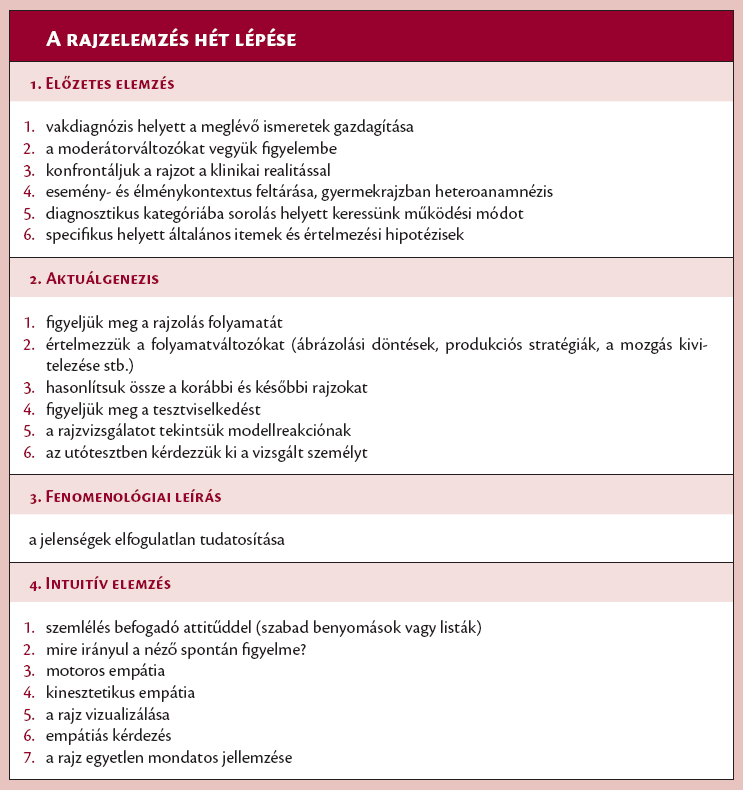 A RAJZELEMZÉS HÉT LÉPÉSE
1. ELŐZETES ELEMZÉS
1. vakdiagnózis helyett a meglévő ismeretek gazdagítása
2. a moderátorváltozókat vegyük figyelembe
3. konfrontáljuk a rajzot a klinikai realitással
4. esemény- és élménykontextus feltárása, gyermekrajzban heteroanamnézis
5. diagnosztikus kategóriába sorolás helyett keressünk működési módot
6. specifikus helyett általános itemek és értelmezési hipotézisek
2. AKTUÁLGENEZIS
1. figyeljük meg a rajzolás folyamatát
2. értelmezzük a folyamatváltozókat (ábrázolási döntések, produkciós stratégiák, a mozgás kivi-
telezése stb.)
3. hasonlítsuk össze a korábbi és későbbi rajzokat
4. figyeljük meg a tesztviselkedést
5. a rajzvizsgálatot tekintsük modellreakciónak
6. az utótesztben kérdezzük ki a vizsgált személyt
3. FENOMENOLÓGIAI LEÍRÁS
a jelenségek elfogulatlan tudatosítása
4. INTUITÍV ELEMZÉS
1. szemlélés befogadó attitűddel (szabad benyomások vagy listák)
2. mire irányul a néző spontán figyelme?
3. motoros empátia
4. kinesztetikus empátia
5. a rajz vizualizálása
6. empátiás kérdezés
7. a rajz egyetlen mondatos jellemzése